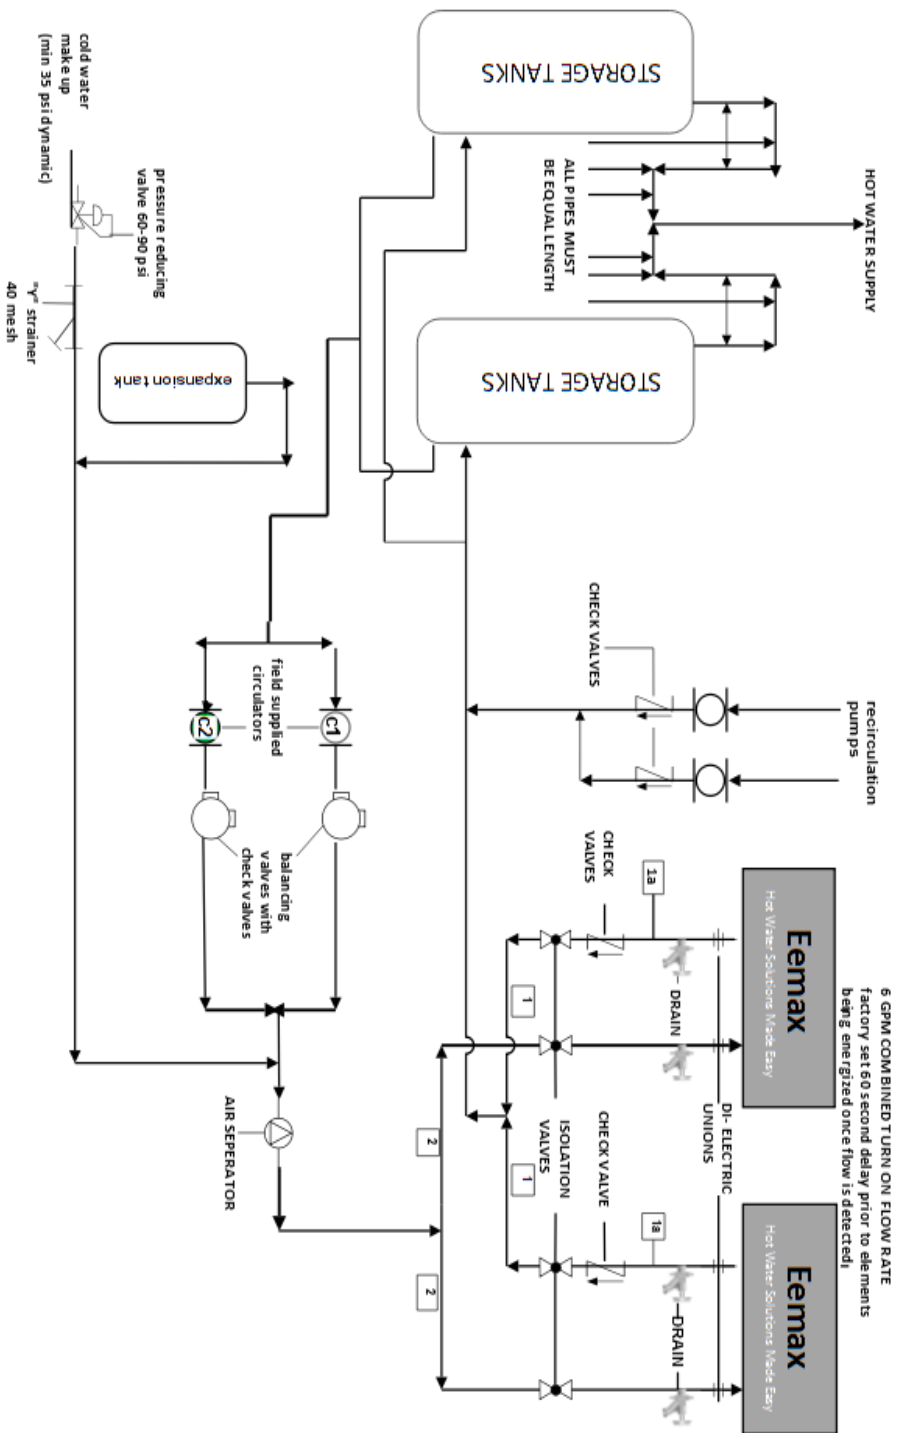 6 GPM COMBINED TURN ON FLOW RATE
factory set 60 second delay prior to elements
being energized once flow is detected
HOT WATER SUPPLY
recirculation
pumps
Eemax
Hot Water Solutions Made Easy
Eemax
Hot Water Solutions Made Easy
STORAGE TANKS
STORAGE TANKS
ALL PIPES MUST
BE EQUAL LENGTH
CHECK VALVES
CHECK
VALVES
1a
1a
DRAIN
DRAIN
DI- ELECTRIC
UNIONS
CHECK VALVE
ISOLATION
VALVES
1
1
2
2
cold water
make up
(min 35 psi dynamic)
pressure reducing
valve 60-90 psi
"Y" strainer
40 mesh
expansion tank
field supplied
circulators
c1
c2
balancing
valves with
check valves
AIR SEPERATOR